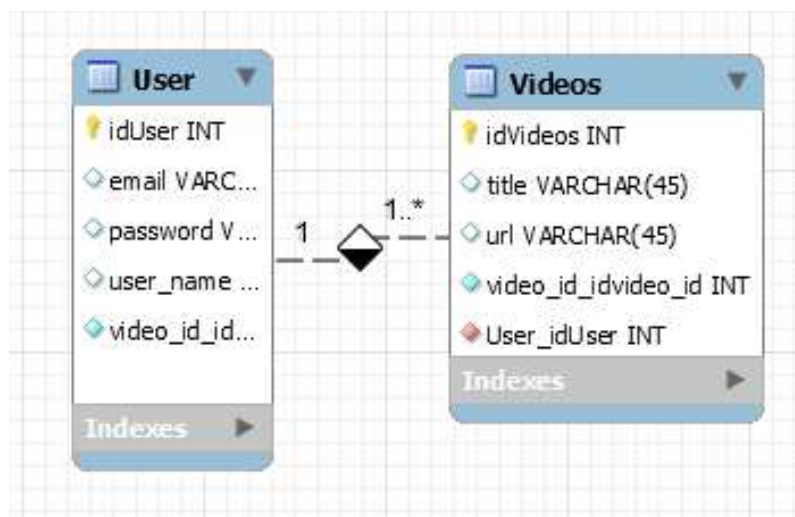 User
idUser INT
email VARC...
password V...
user_name ...
video_id_id...
Indexes
1
1..*
Videos
idVideos INT
title VARCHAR(45)
url VARCHAR(45)
video_id_idvideo_id INT
User_idUser INT
Indexes